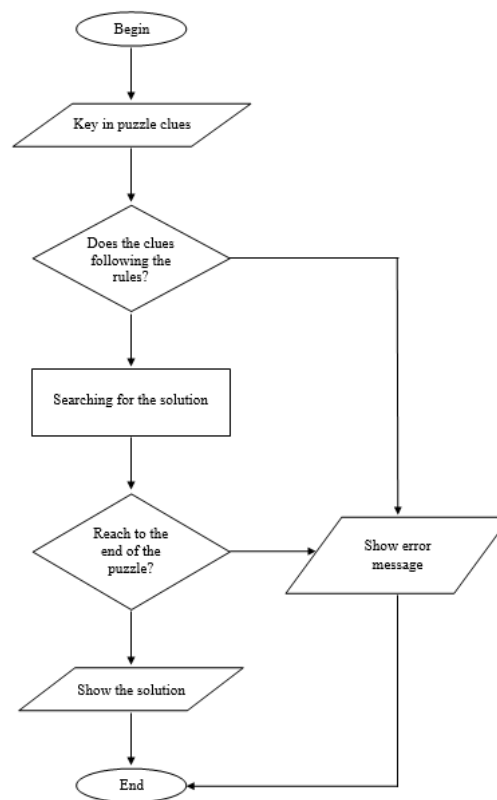 Begin
Key in puzzle clues
Does the clues
following the
rules?
Searching for the solution
Reach to the
end of the
puzzle?
Show error
message
Show the solution
End